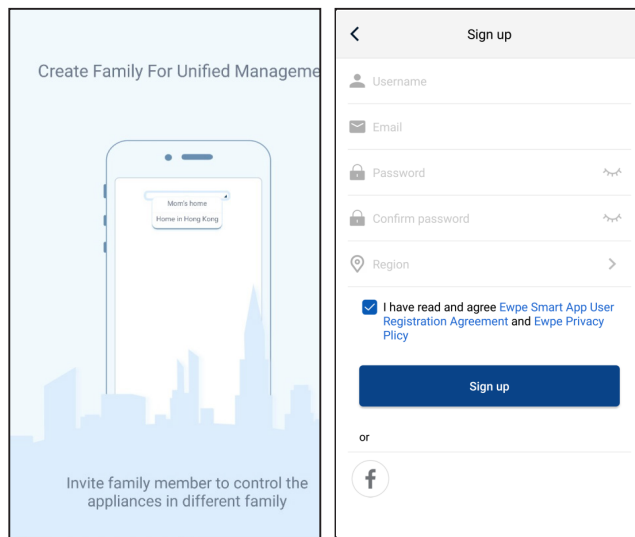 Create Family For Unified Manageme
Mom's home
Home in Hong Kong
Invite family member to control the
appliances in different family
Sign up
Username
Email
Password
Confirm password
Region
I have read and agree Ewpe Smart App User
Registration Agreement and Ewpe Privacy
Plicy
Sign up
or
f